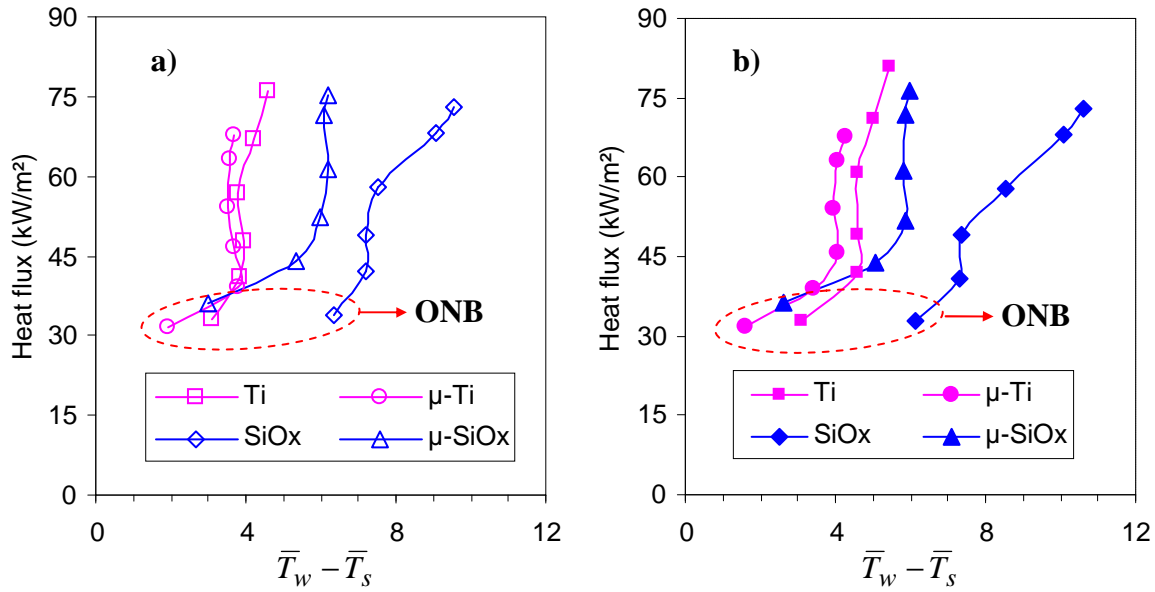 90
75
60
45
30
15
0
Heat flux (kW/m²)
a)
ONB
Ti
μ-Ti
SiOx
μ-SiOx
0
4
8
12
T̅w − T̅s
90
75
60
45
30
15
0
Heat flux (kW/m²)
b)
ONB
Ti
μ-Ti
SiOx
μ-SiOx
0
4
8
12
T̅w − T̅s